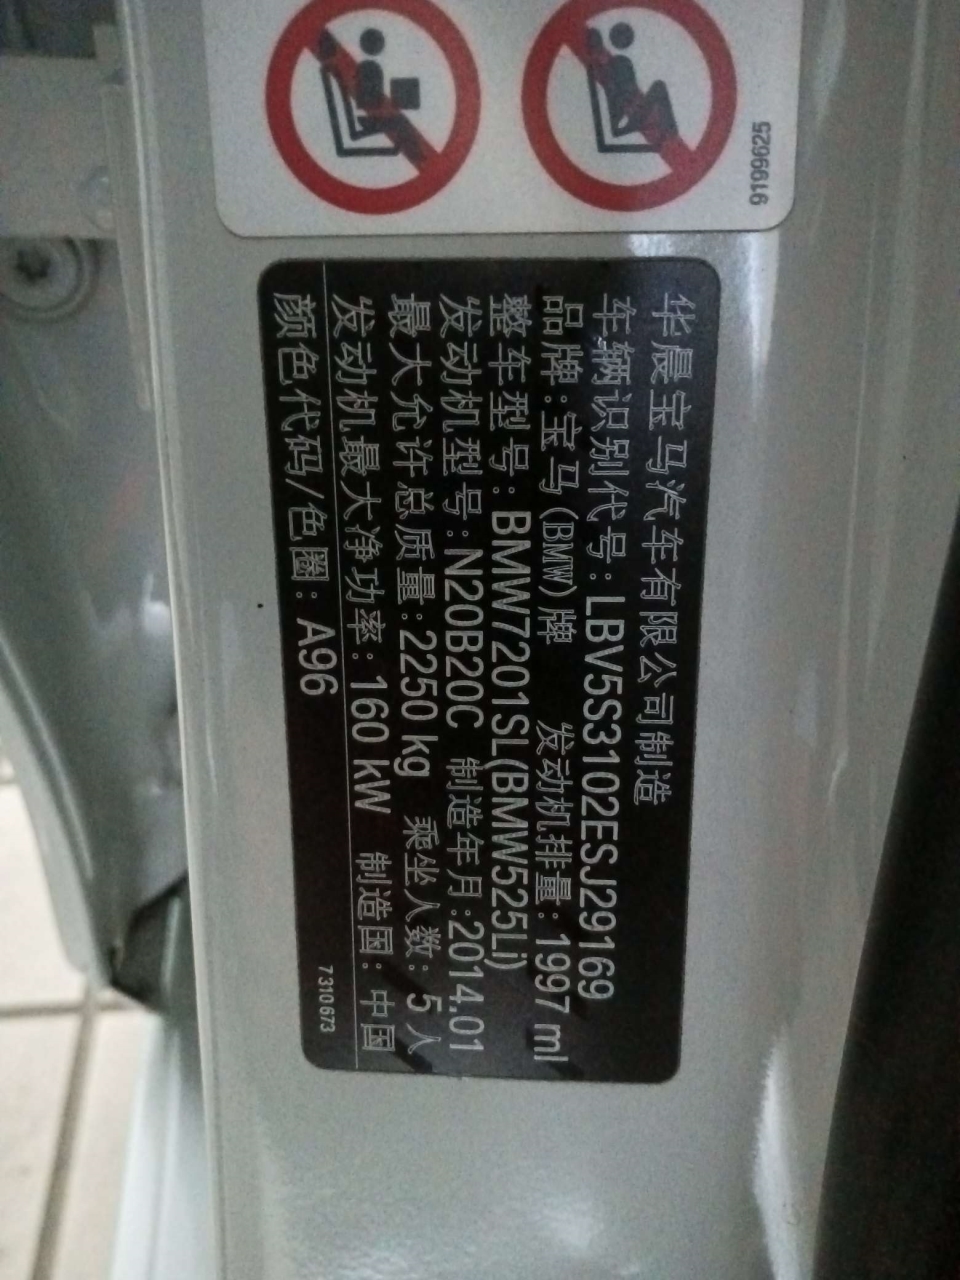 9199625
华晨宝马汽车有限公司制造
车辆识别代号:LBV5S3102ESJ29169
品牌:宝马(BMW)牌 发动机排量:1997 ml
整车型号:BMW7201SL(BMW525Li)
发动机型号:N20B20C 制造年月:2014.01
最大允许总质量:2250 kg 乘坐人数:5人
发动机最大净功率:160 kW 制造国:中国
颜色代码/色圈:A96
7310673